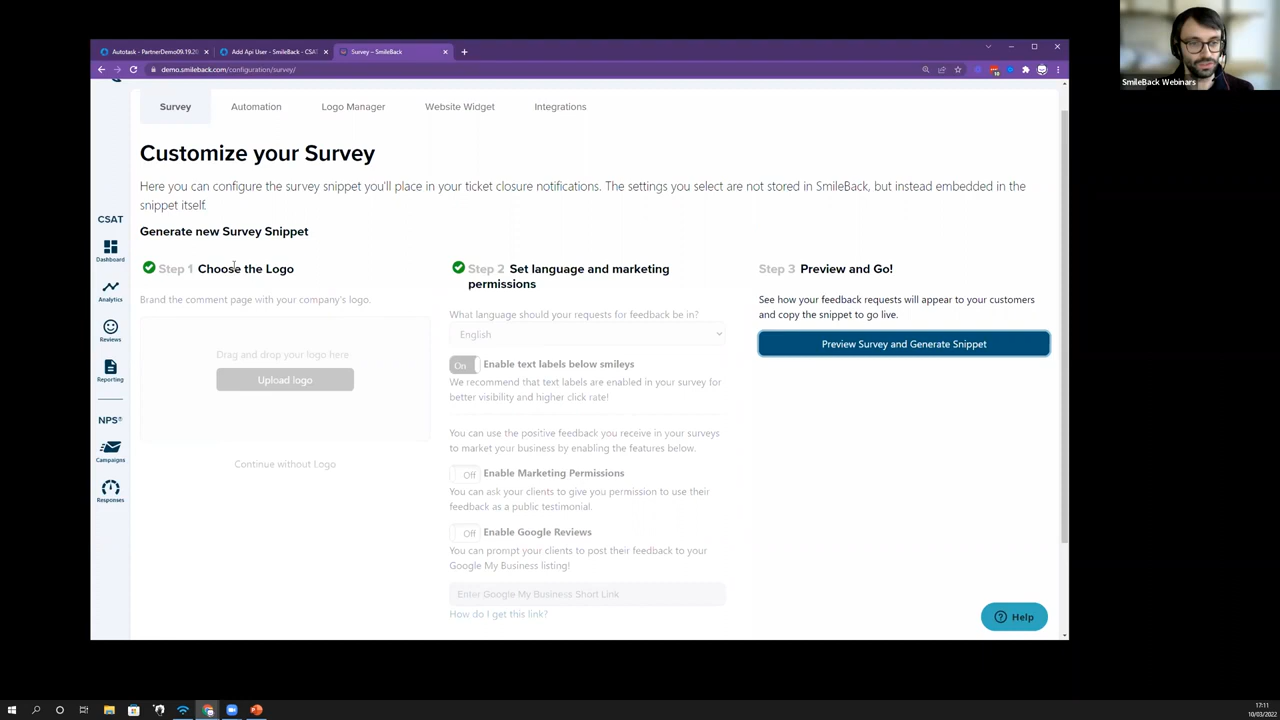 Autotask - PartnerDemo09.19.2
Add Api User - SmileBack - CSAT
Survey – SmileBack
demo.smileback.com/configuration/survey/
SmileBack Webinars
Survey
Automation
Logo Manager
Website Widget
Integrations
Customize your Survey
Here you can configure the survey snippet you'll place in your ticket closure notifications. The settings you select are not stored in SmileBack, but instead embedded in the
snippet itself.
Generate new Survey Snippet
CSAT
Dashboard
Analytics
Reviews
Reporting
NPS®
Campaigns
Responses
Step 1 Choose the Logo
Brand the comment page with your company's logo.
Drag and drop your logo here
Upload logo
Continue without Logo
Step 2 Set language and marketing
permissions
What language should your requests for feedback be in?
English
On Enable text labels below smileys
We recommend that text labels are enabled in your survey for
better visibility and higher click rate!
You can use the positive feedback you receive in your surveys
to market your business by enabling the features below.
Off Enable Marketing Permissions
You can ask your clients to give you permission to use their
feedback as a public testimonial.
Off Enable Google Reviews
You can prompt your clients to post their feedback to your
Google My Business listing!
Enter Google My Business Short Link
How do I get this link?
Step 3 Preview and Go!
See how your feedback requests will appear to your customers
and copy the snippet to go live.
Preview Survey and Generate Snippet
Help
17:11
10/03/2022